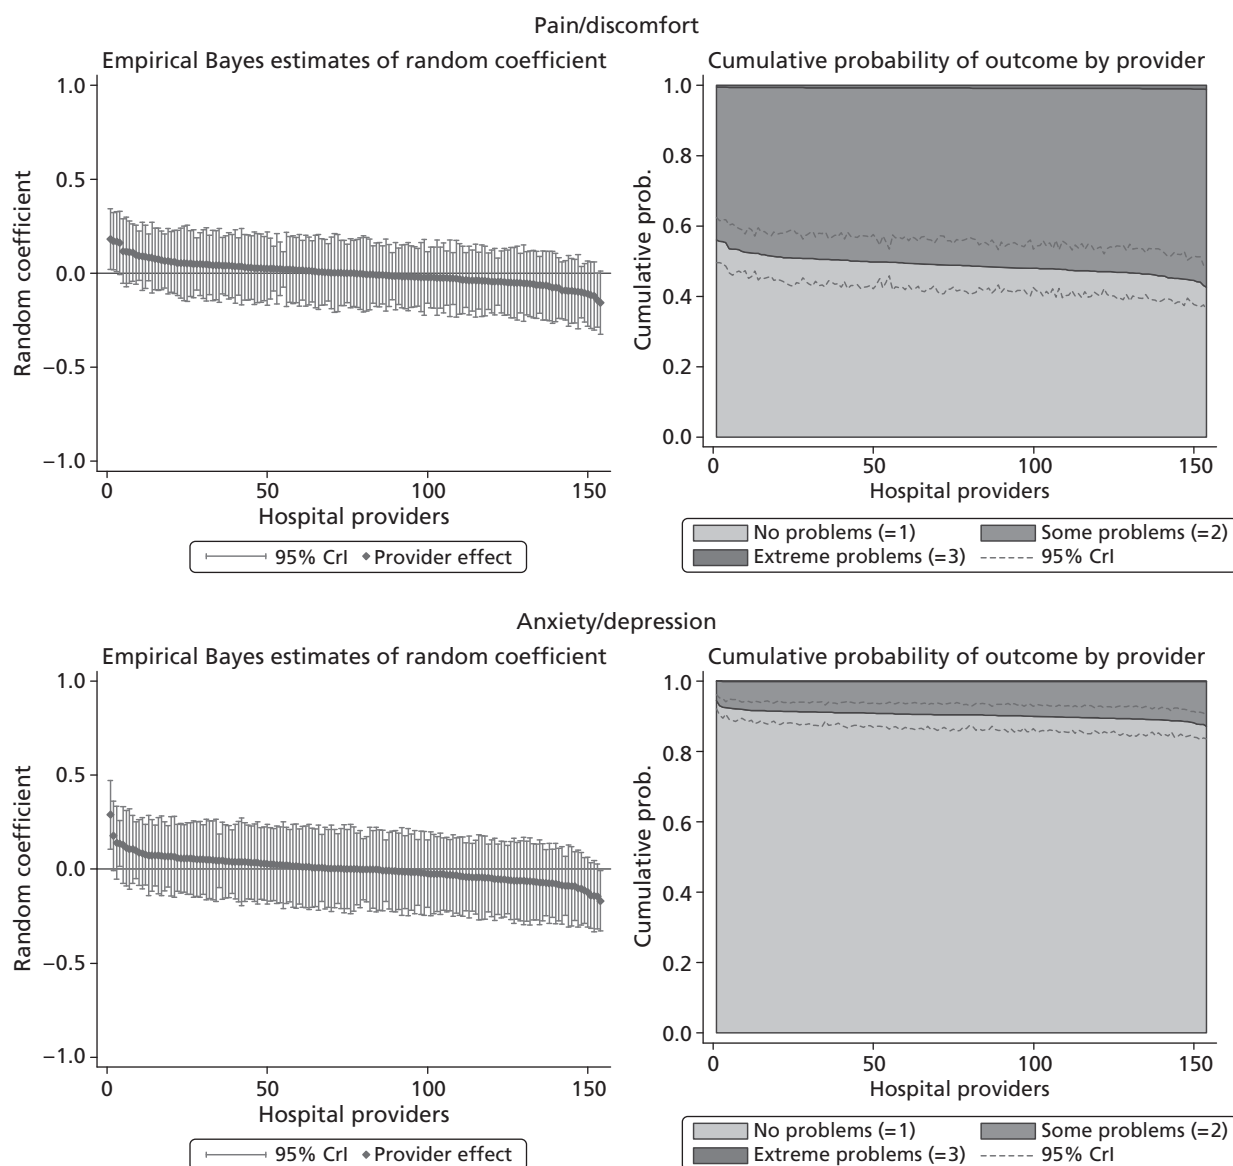 Pain/discomfort
Empirical Bayes estimates of random coefficient
1.0
0.5
0.0
−0.5
−1.0
Random coefficient
0
50
100
150
Hospital providers
95% CrI
Provider effect
Cumulative probability of outcome by provider
1.0
0.8
0.6
0.4
0.2
0.0
Cumulative prob.
0
50
100
150
Hospital providers
No problems (=1)
Some problems (=2)
Extreme problems (=3)
95% CrI
Anxiety/depression
Empirical Bayes estimates of random coefficient
1.0
0.5
0.0
−0.5
−1.0
Random coefficient
0
50
100
150
Hospital providers
95% CrI
Provider effect
Cumulative probability of outcome by provider
1.0
0.8
0.6
0.4
0.2
0.0
Cumulative prob.
0
50
100
150
Hospital providers
No problems (=1)
Some problems (=2)
Extreme problems (=3)
95% CrI